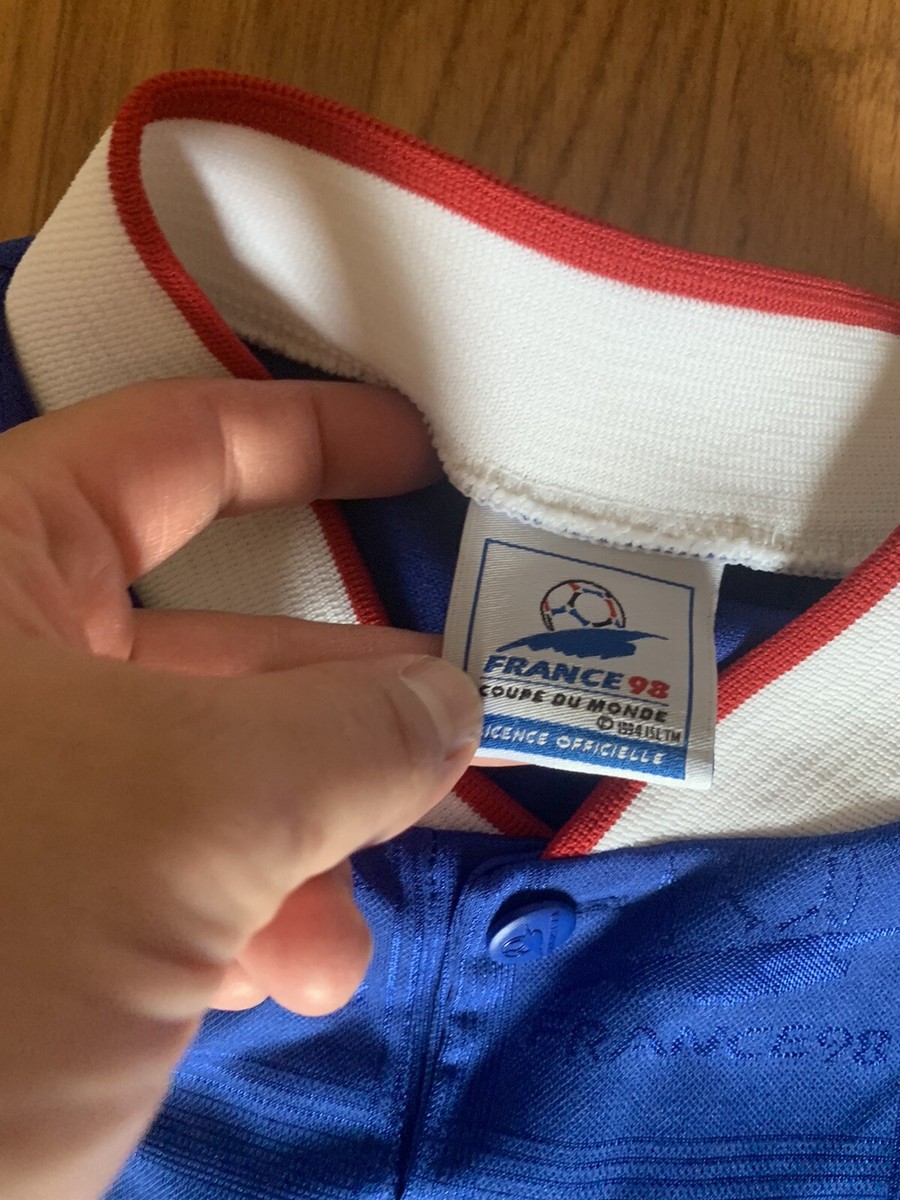 FRANCE 98
COUPE DU MONDE
© 1994 ISL TM
LICENCE OFFICIELLE
FRANCE98